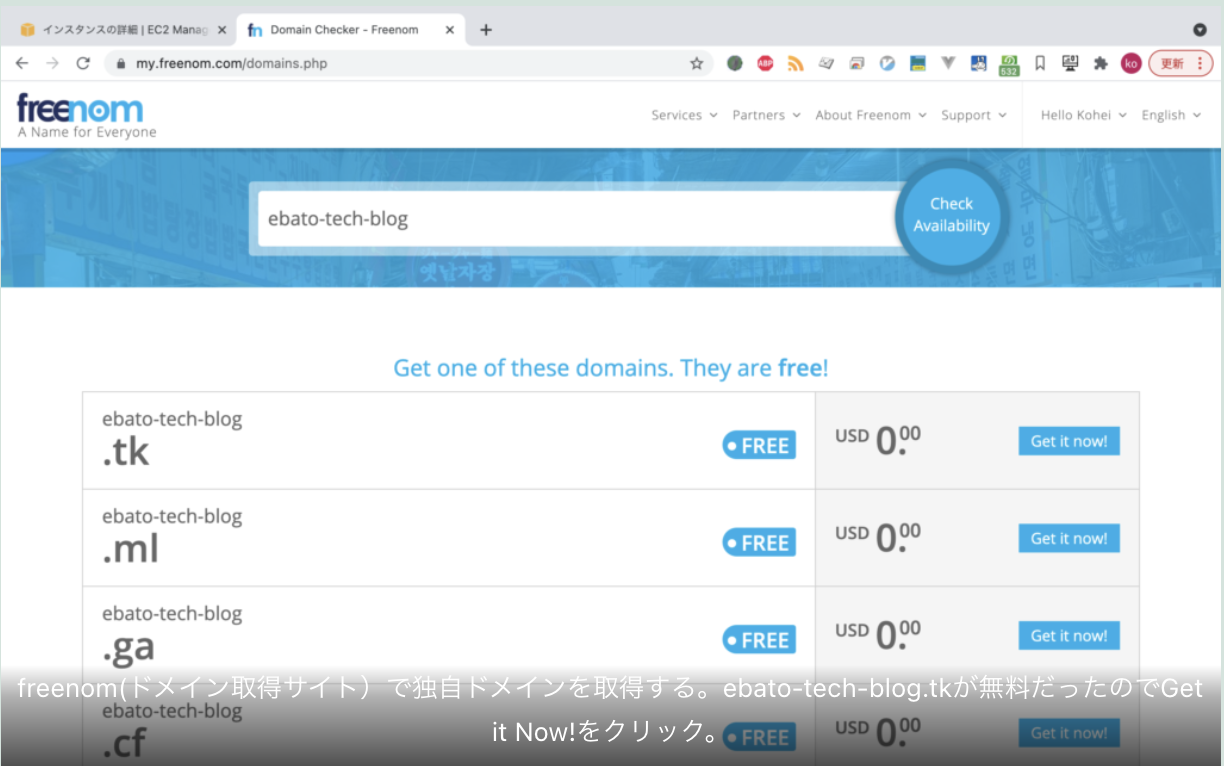 インスタンスの詳細 | EC2 Manag
Domain Checker - Freenom
my.freenom.com/domains.php
ABP
532
ko
更新
freenom
A Name for Everyone
Services
Partners
About Freenom
Support
Hello Kohei
English
ebato-tech-blog
Check
Availability
옛날자장
Get one of these domains. They are free!
ebato-tech-blog
.tk
FREE
USD 0.00
Get it now!
ebato-tech-blog
.ml
FREE
USD 0.00
Get it now!
ebato-tech-blog
.ga
FREE
USD 0.00
Get it now!
ebato-tech-blog
.cf
FREE
USD 0.00
Get it now!
freenom(ドメイン取得サイト）で独自ドメインを取得する。ebato-tech-blog.tkが無料だったのでGet
it Now!をクリック。